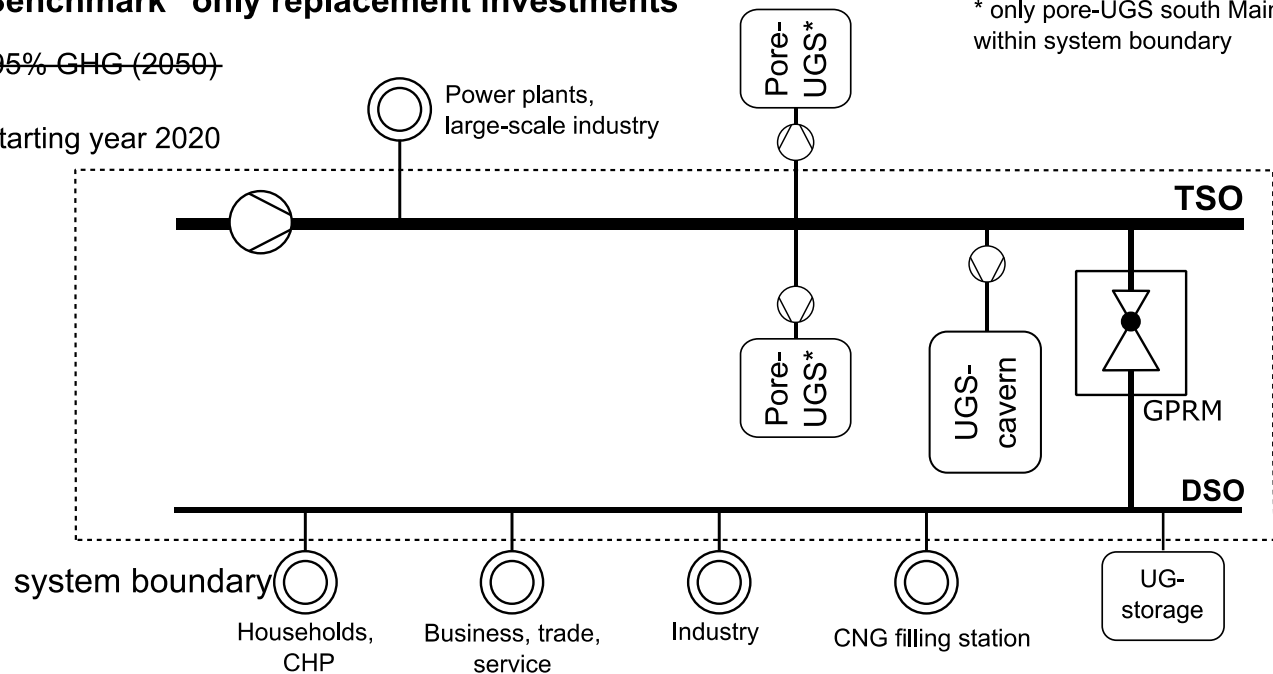 only replacement investments
95% GHG (2050)
starting year 2020
Power plants,
large-scale industry
Pore-
UGS*
* only pore-UGS south Main
within system boundary
TSO
Pore-
UGS*
UGS-
cavern
GPRM
DSO
system boundary
Households,
CHP
Business, trade,
service
Industry
CNG filling station
UG-
storage